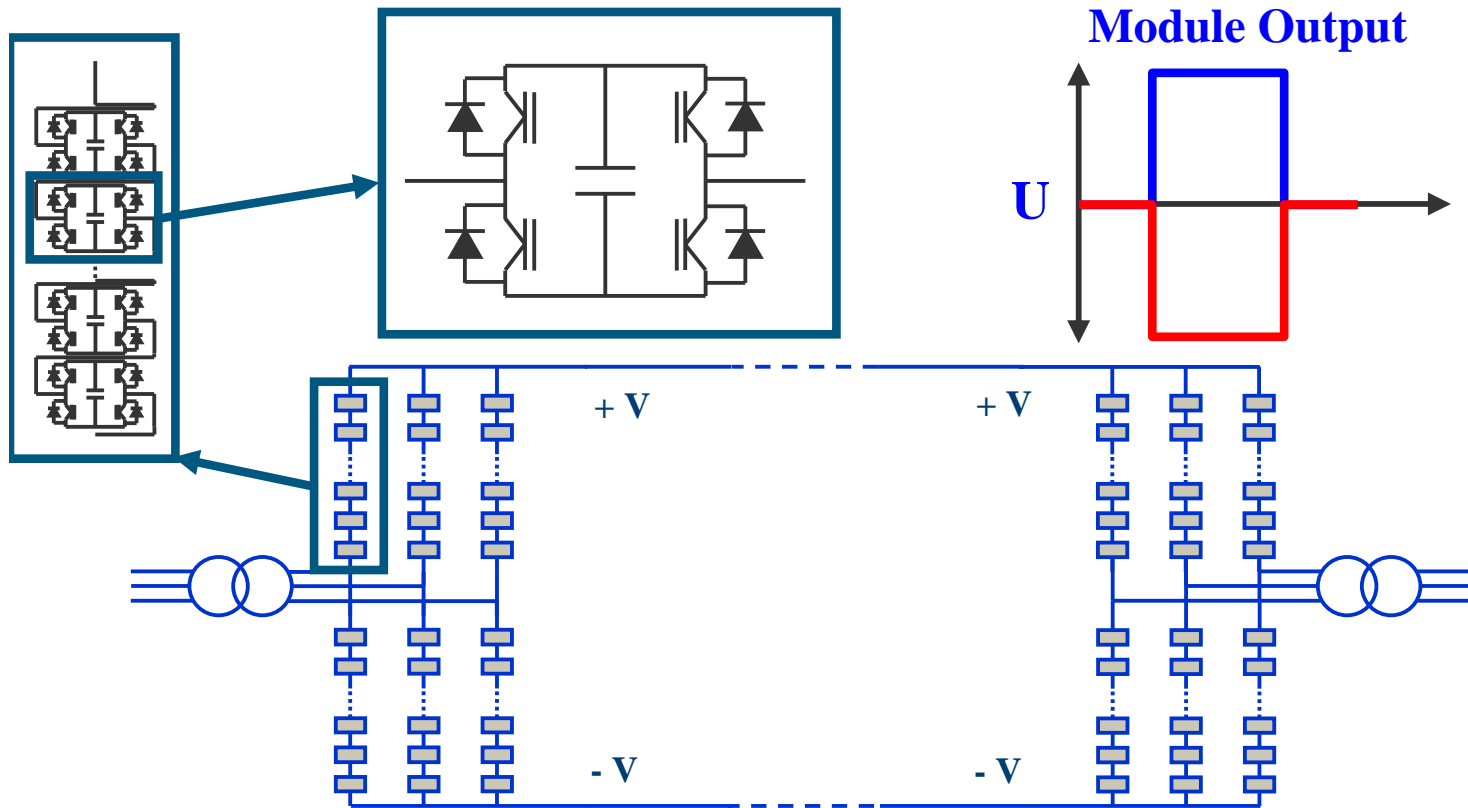 Module Output
U
+ V
+ V
- V
- V